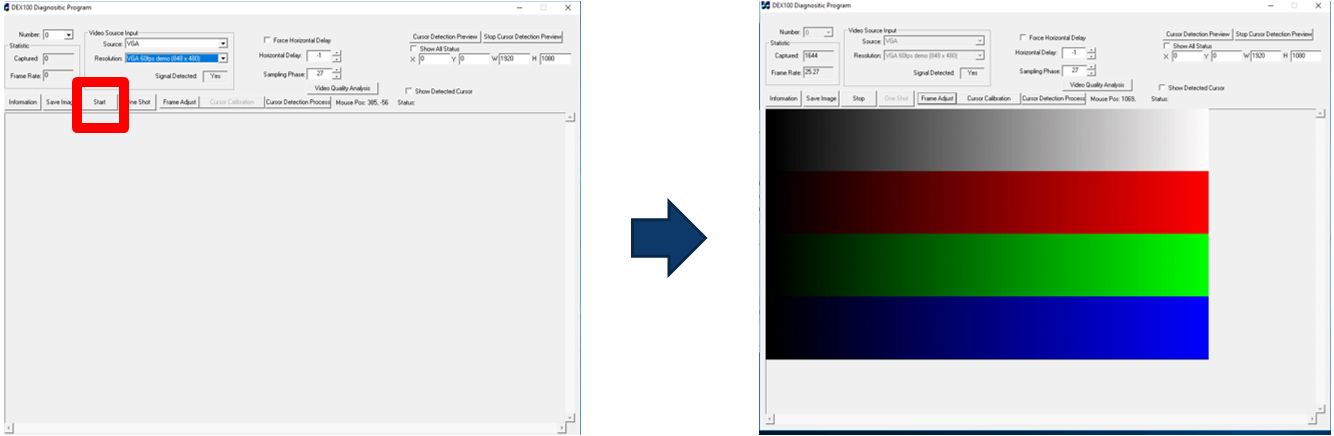 DEX100 Diagnositic Program
Number: 0
Video Source Input
Source: VGA
Resolution: VGA 60fps demo (848 x 480)
Signal Detected: Yes
Statistic
Captured: 0
Frame Rate: 0
Force Horizontal Delay
Horizontal Delay: -1
Sampling Phase: 27
Video Quality Analysis
Cursor Detection Preview Stop Cursor Detection Preview
Show All Status
X 0 Y 0 W 1920 H 1080
Show Detected Cursor
Information Save Imag Start One Shot Frame Adjust Cursor Calibration Cursor Detection Process Mouse Pos: 385, -56 Status:
DEX100 Diagnositic Program
Number: 0
Video Source Input
Source: VGA
Resolution: VGA 60fps demo (848 x 480)
Signal Detected: Yes
Statistic
Captured: 1644
Frame Rate: 25.27
Force Horizontal Delay
Horizontal Delay: -1
Sampling Phase: 27
Video Quality Analysis
Cursor Detection Preview Stop Cursor Detection Preview
Show All Status
X 0 Y 0 W 1920 H 1080
Show Detected Cursor
Information Save Image Stop One Shot Frame Adjust Cursor Calibration Cursor Detection Process Mouse Pos: 1069, Status: